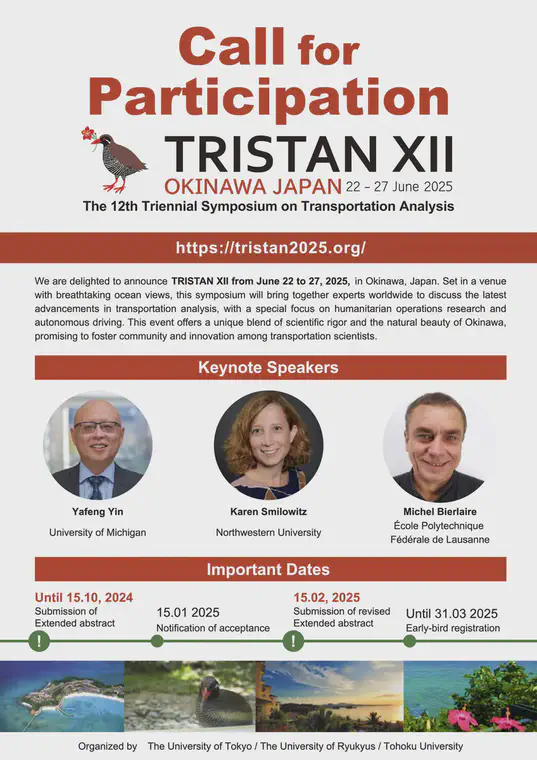 Call for
Participation
TRISTAN XII
OKINAWA JAPAN 22 – 27 June 2025
The 12th Triennial Symposium on Transportation Analysis
https://tristan2025.org/
We are delighted to announce TRISTAN XII from June 22 to 27, 2025, in Okinawa, Japan. Set in a venue
with breathtaking ocean views, this symposium will bring together experts worldwide to discuss the latest
advancements in transportation analysis, with a special focus on humanitarian operations research and
autonomous driving. This event offers a unique blend of scientific rigor and the natural beauty of Okinawa,
promising to foster community and innovation among transportation scientists.
Keynote Speakers
Yafeng Yin
University of Michigan
Karen Smilowitz
Northwestern University
Michel Bierlaire
École Polytechnique
Fédérale de Lausanne
Important Dates
Until 15.10, 2024
Submission of
Extended abstract
15.01 2025
Notification of acceptance
15.02, 2025
Submission of revised
Extended abstract
Until 31.03 2025
Early-bird registration
!
!
Organized by The University of Tokyo / The University of Ryukyus / Tohoku University